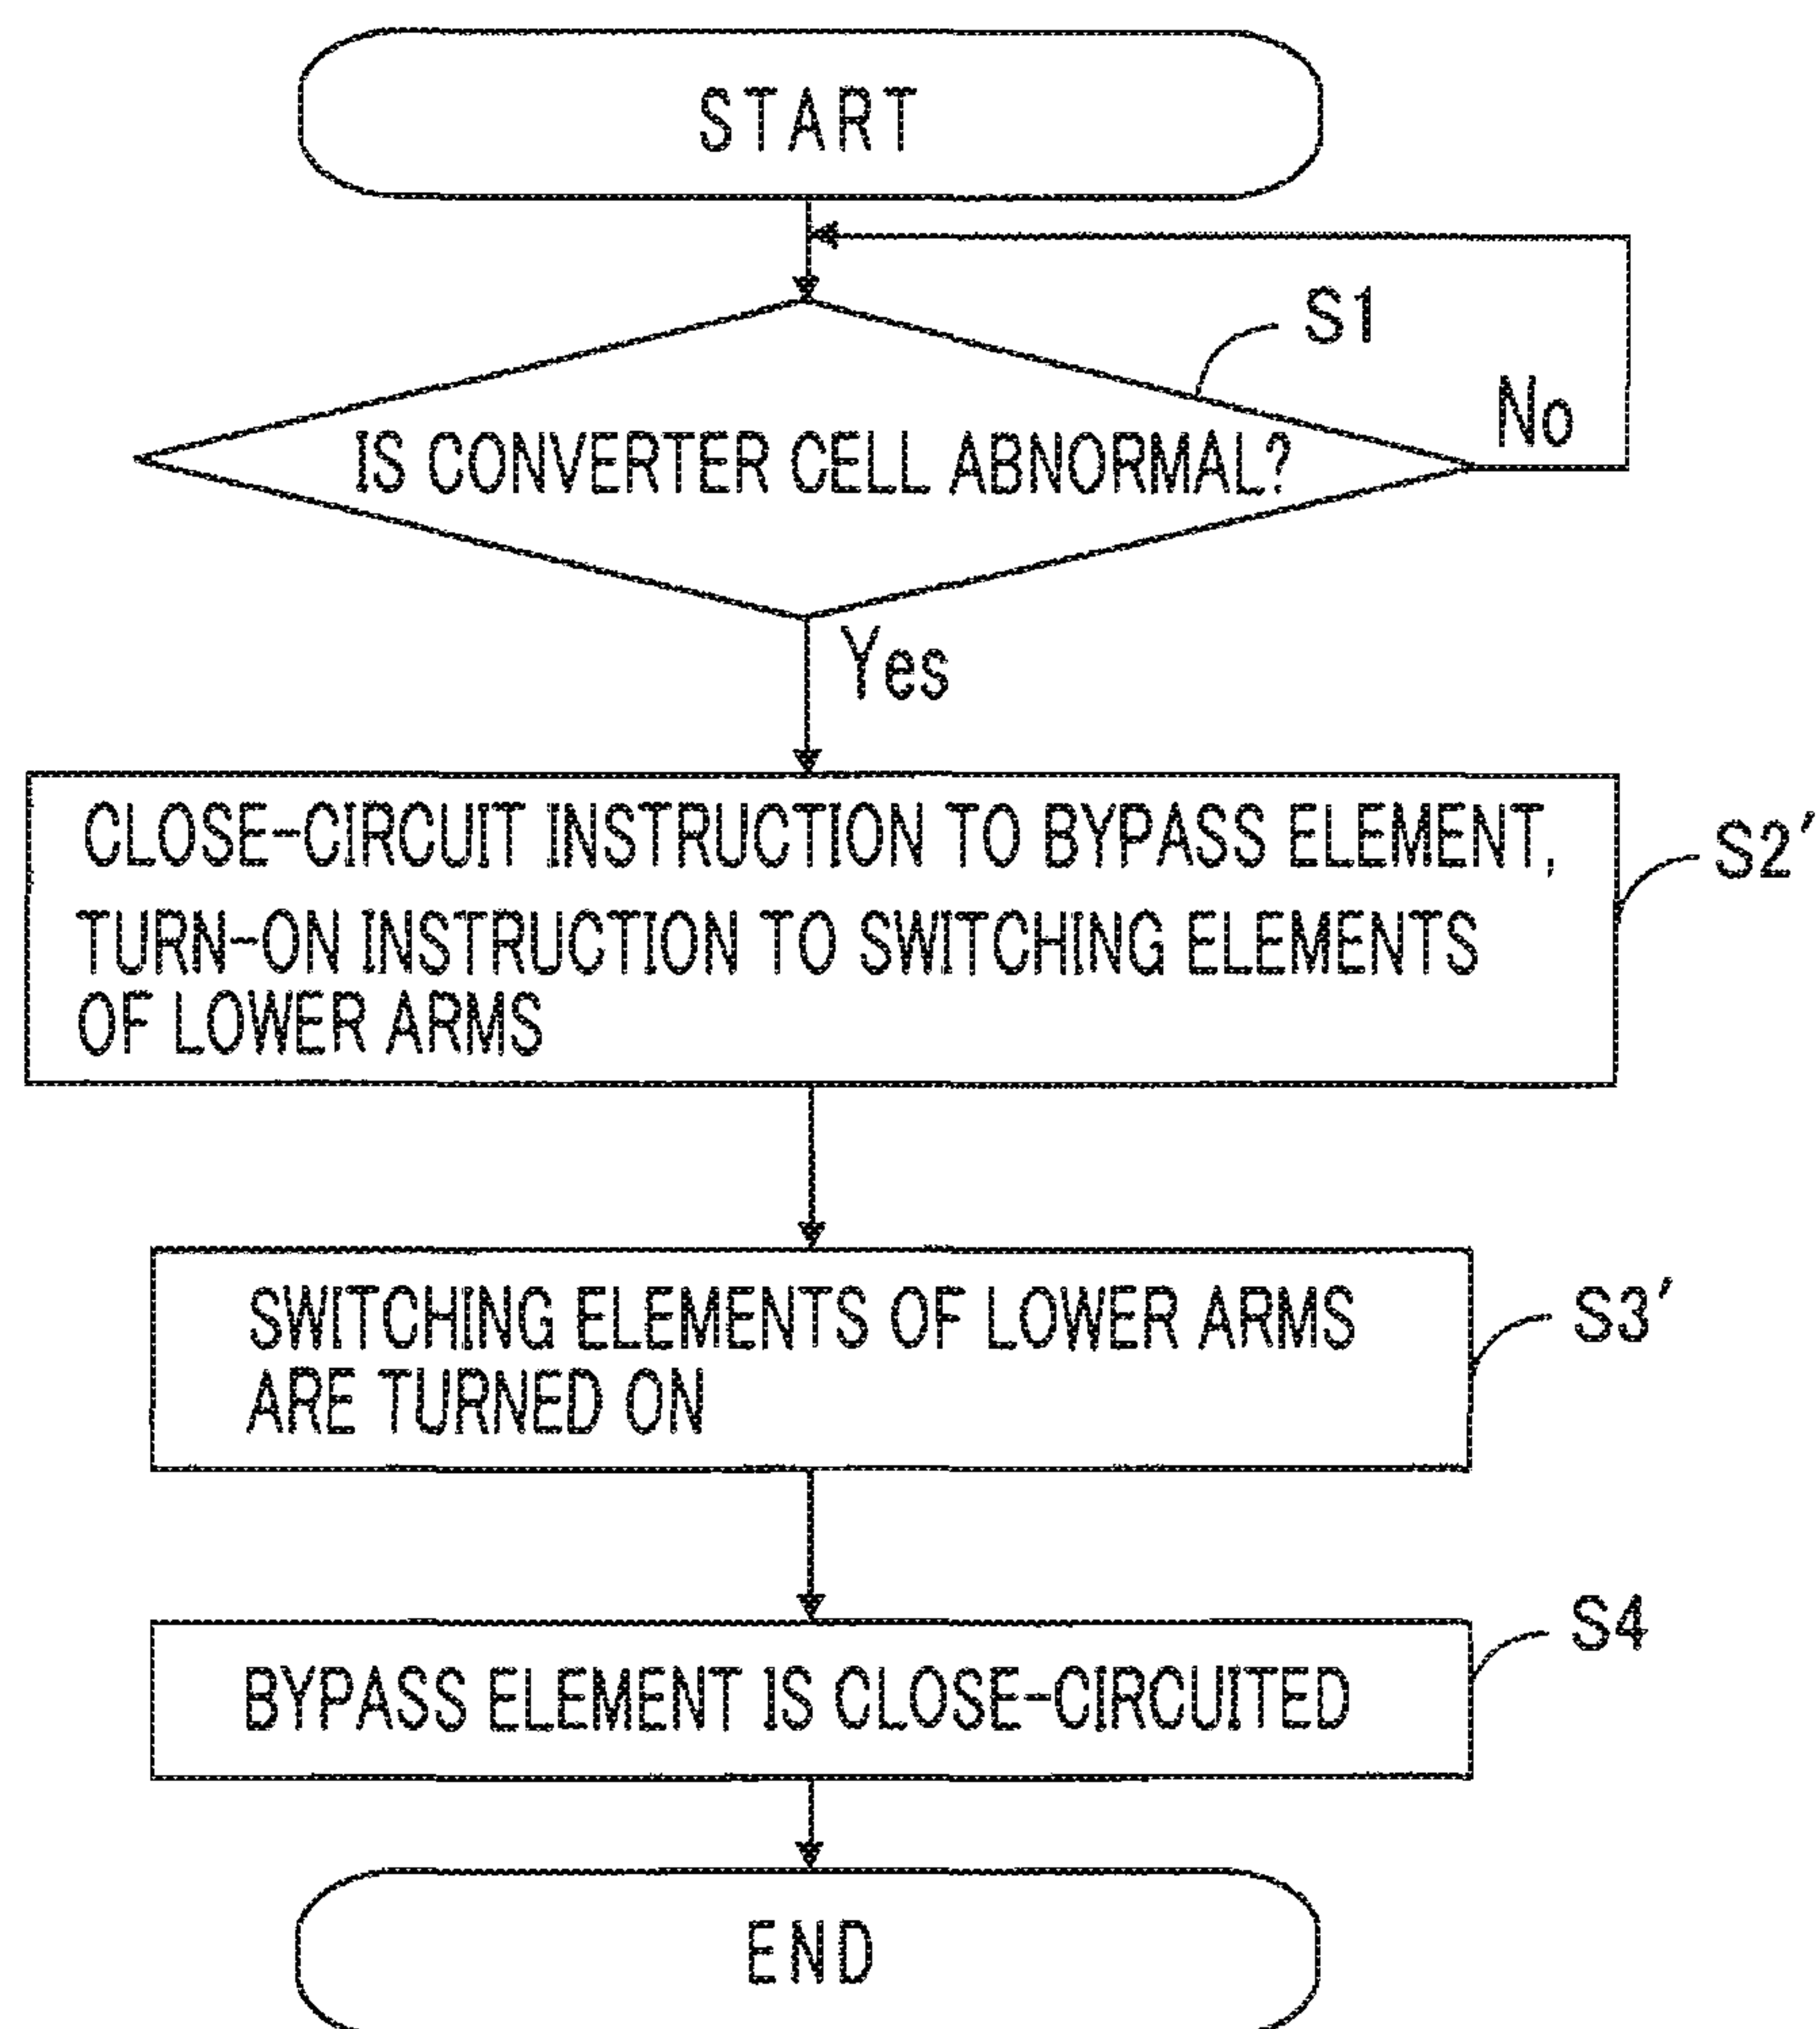 START
S1
No
IS CONVERTER CELL ABNORMAL?
Yes
CLOSE-CIRCUIT INSTRUCTION TO BYPASS ELEMENT,
TURN-ON INSTRUCTION TO SWITCHING ELEMENTS
OF LOWER ARMS
S2'
SWITCHING ELEMENTS OF LOWER ARMS
ARE TURNED ON
S3'
S4
BYPASS ELEMENT IS CLOSE-CIRCUITED
END